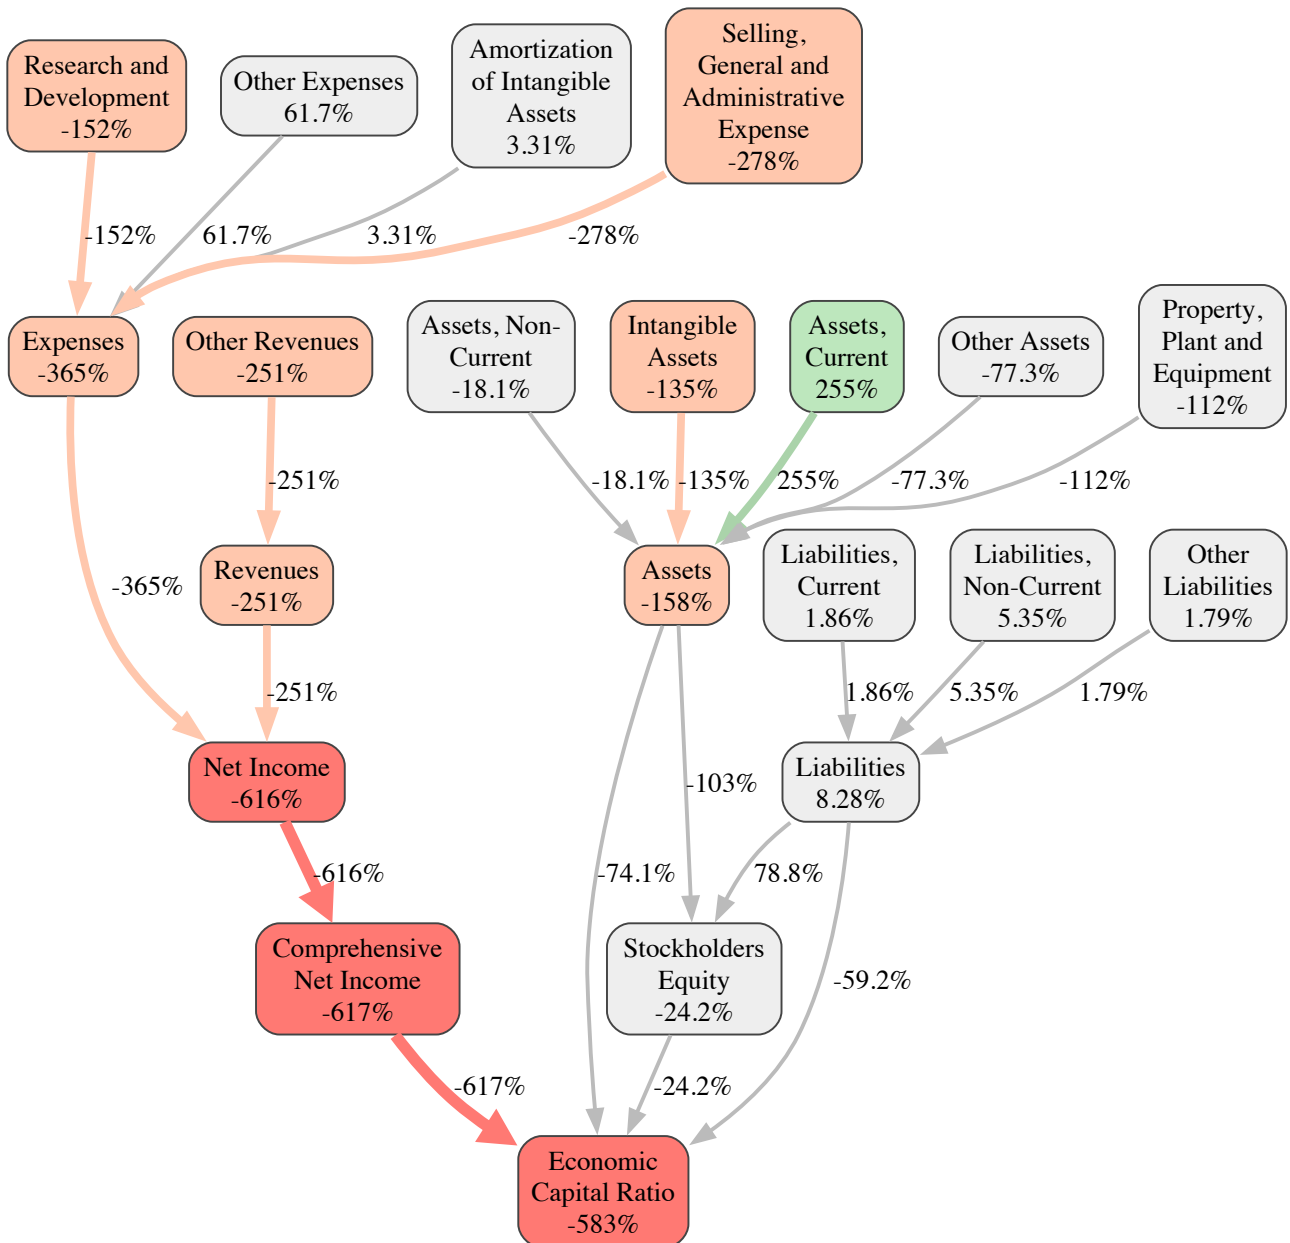 Research and
Development
-152%
Other Expenses
61.7%
Amortization
of Intangible
Assets
3.31%
Selling,
General and
Administrative
Expense
-278%
-152%
61.7%
3.31%
-278%
Expenses
-365%
Other Revenues
-251%
Assets, Non-
Current
-18.1%
Intangible
Assets
-135%
Assets,
Current
255%
Other Assets
-77.3%
Property,
Plant and
Equipment
-112%
-251%
-18.1%
-135%
255%
-77.3%
-112%
-365%
Revenues
-251%
Assets
-158%
Liabilities,
Current
1.86%
Liabilities,
Non-Current
5.35%
Other
Liabilities
1.79%
-251%
1.86%
5.35%
1.79%
Net Income
-616%
-103%
Liabilities
8.28%
-616%
-74.1%
78.8%
Comprehensive
Net Income
-617%
Stockholders
Equity
-24.2%
-59.2%
-617%
-24.2%
Economic
Capital Ratio
-583%